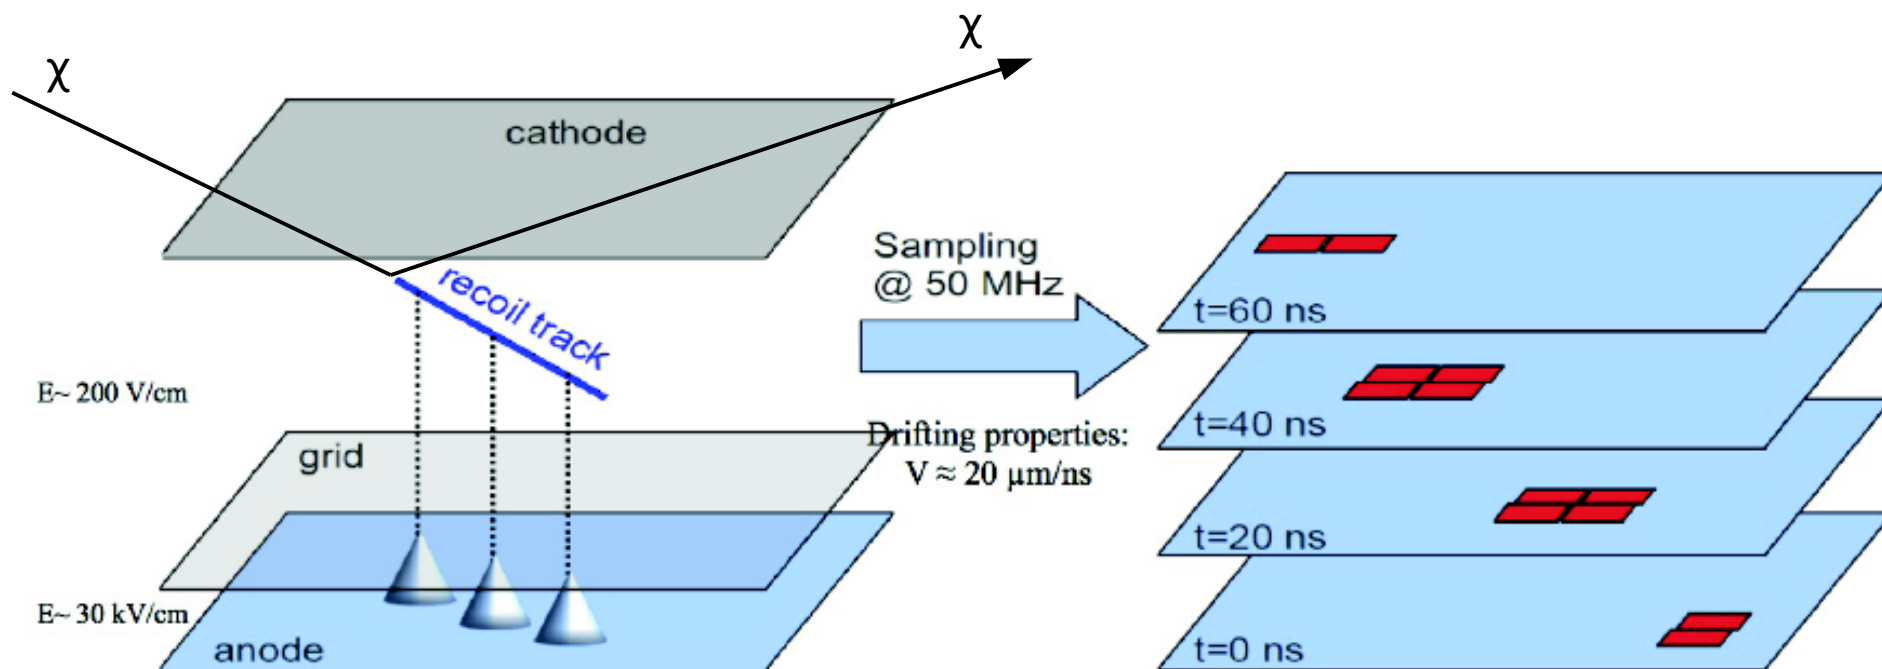 χ
χ
cathode
recoil track
E~ 200 V/cm
grid
E~ 30 kV/cm
anode
Sampling
@ 50 MHz
Drifting properties:
V ≈ 20 µm/ns
t=60 ns
t=40 ns
t=20 ns
t=0 ns